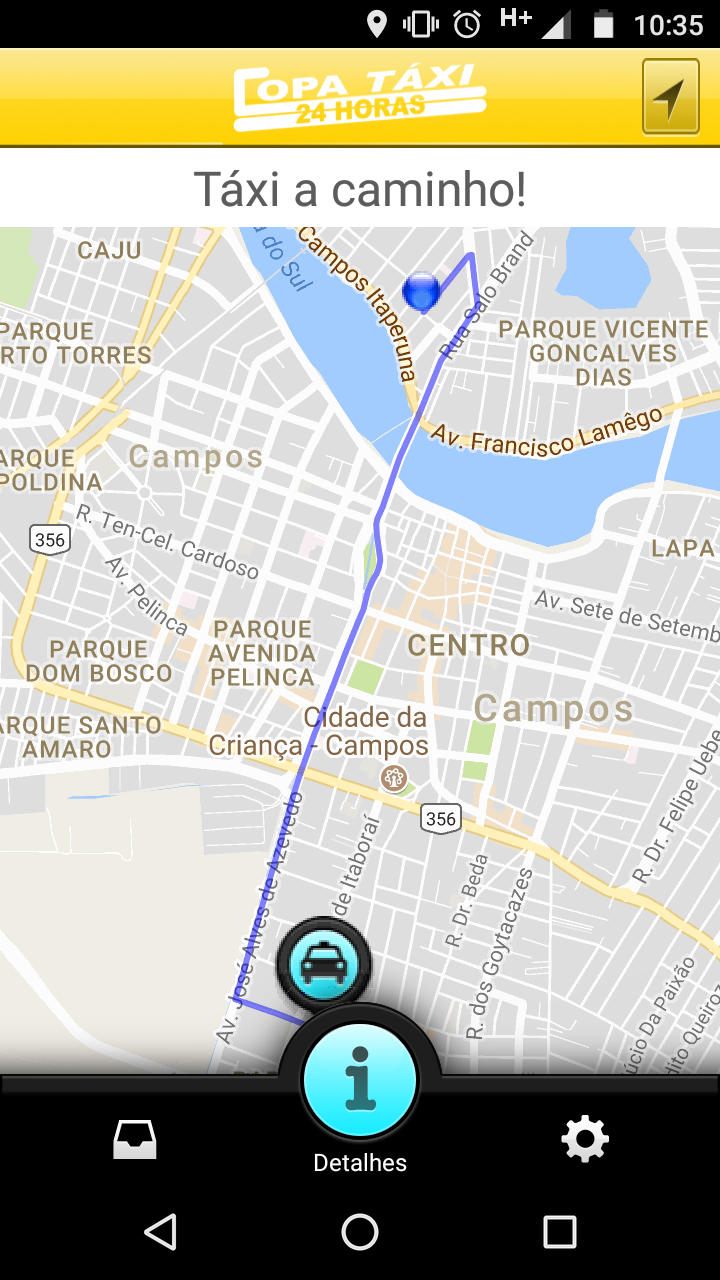 H+ 10:35
COPA TÁXI
24 HORAS
Táxi a caminho!
CAJU
do Sul
Campos Itaperuna
Rua Salo Brand
PARQUE
RTO TORRES
PARQUE VICENTE
GONCALVES
DIAS
Av. Francisco Lamêgo
Campos
ARQUE
POLDINA
356
R. Ten-Cel. Cardoso
LAPA
Av. Pelinca
Av. Sete de Setemb
PARQUE
AVENIDA
PELINCA
PARQUE
DOM BOSCO
CENTRO
Campos
ARQUE SANTO
AMARO
Cidade da
Criança - Campos
356
R. Dr. Felipe Uebe
Av. José Alves de Azevedo
de Itaboraí
R. Dr. Beda
R. dos Goytacazes
úcio Da Paixão
dito Queiroz
i
Detalhes